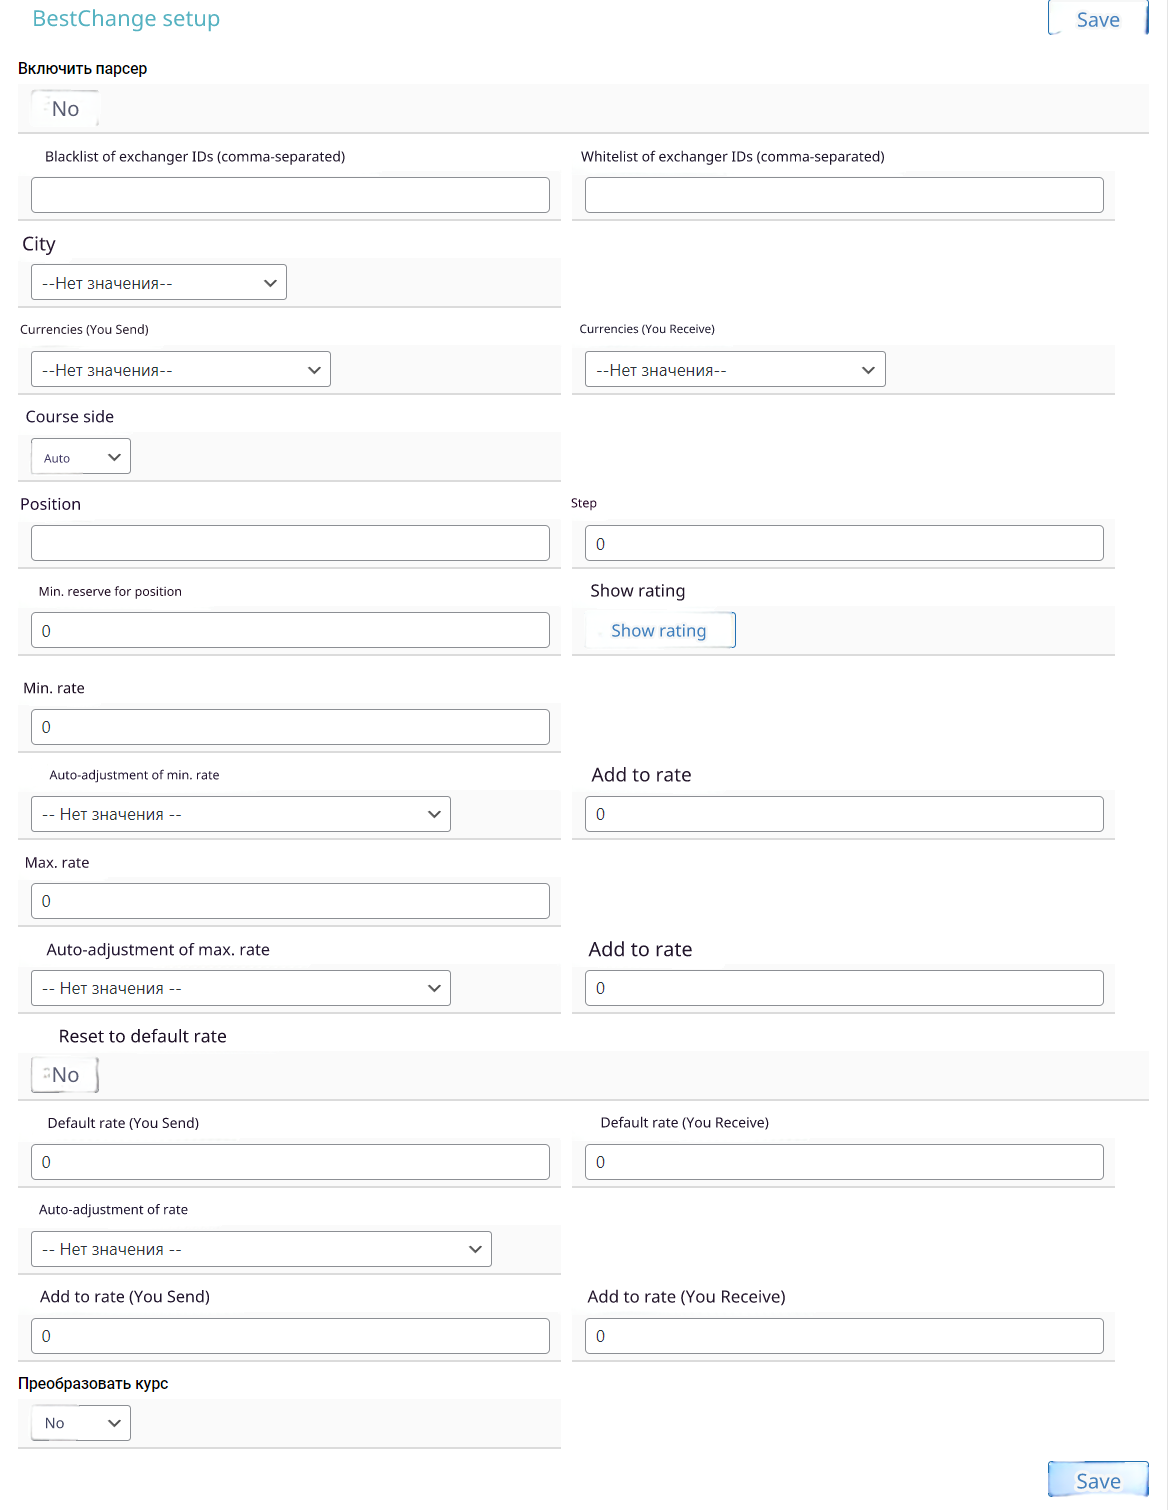 BestChange setup
Save
Включить парсер
No
Blacklist of exchanger IDs (comma-separated)
Whitelist of exchanger IDs (comma-separated)
City
--Нет значения--
Currencies (You Send)
Currencies (You Receive)
--Нет значения--
--Нет значения--
Course side
Auto
Position
Step
0
Min. reserve for position
Show rating
0
Show rating
Min. rate
0
Auto-adjustment of min. rate
Add to rate
-- Нет значения --
0
Max. rate
0
Auto-adjustment of max. rate
Add to rate
-- Нет значения --
0
Reset to default rate
No
Default rate (You Send)
Default rate (You Receive)
0
0
Auto-adjustment of rate
-- Нет значения --
Add to rate (You Send)
Add to rate (You Receive)
0
0
Преобразовать курс
No
Save